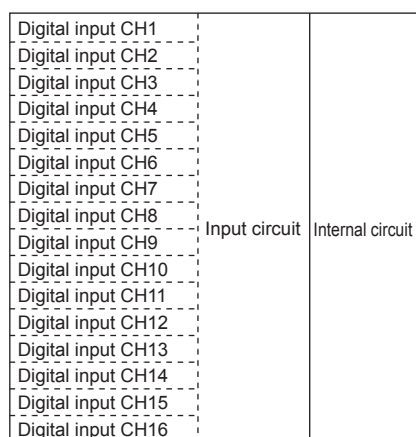 Digital input CH1
Digital input CH2
Digital input CH3
Digital input CH4
Digital input CH5
Digital input CH6
Digital input CH7
Digital input CH8
Digital input CH9
Digital input CH10
Digital input CH11
Digital input CH12
Digital input CH13
Digital input CH14
Digital input CH15
Digital input CH16
Input circuit
Internal circuit